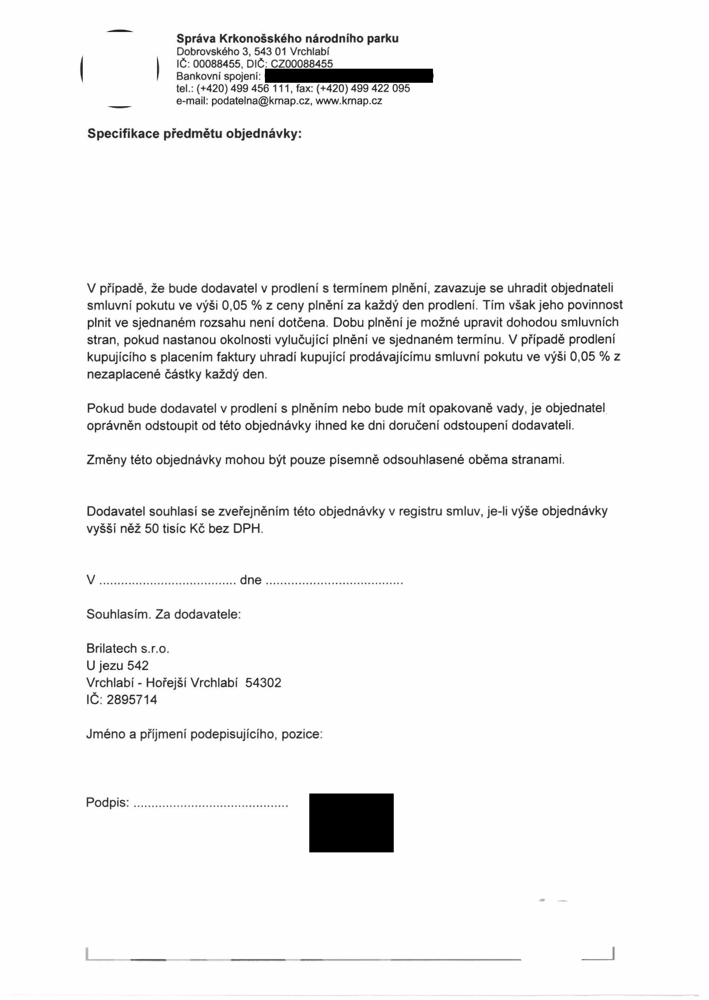 Správa Krkonošského národního parku
Dobrovského 3, 543 01 Vrchlabí
IČ: 00088455, DIČ: CZ00088455
Bankovní spojení:
tel.: (+420) 499 456 111, fax: (+420) 499 422 095
e-mail: podatelna@krnap.cz, www.krnap.cz
Specifikace předmětu objednávky:
V případě, že bude dodavatel v prodlení s termínem plnění, zavazuje se uhradit objednateli
smluvní pokutu ve výši 0,05 % z ceny plnění za každý den prodlení. Tím však jeho povinnost
plnit ve sjednaném rozsahu není dotčena. Dobu plnění je možné upravit dohodou smluvních
stran, pokud nastanou okolnosti vylučující plnění ve sjednaném termínu. V případě prodlení
kupujícího s placením faktury uhradí kupující prodávajícímu smluvní pokutu ve výši 0,05 % z
nezaplacené částky každý den.
Pokud bude dodavatel v prodlení s plněním nebo bude mít opakovaně vady, je objednatel
oprávněn odstoupit od této objednávky ihned ke dni doručení odstoupení dodavateli.
Změny této objednávky mohou být pouze písemně odsouhlasené oběma stranami.
Dodavatel souhlasí se zveřejněním této objednávky v registru smluv, je-li výše objednávky
vyšší něž 50 tisíc Kč bez DPH.
V ...................................... dne ......................................
Souhlasím. Za dodavatele:
Brilatech s.r.o.
U jezu 542
Vrchlabí - Hořejší Vrchlabí 54302
IČ: 2895714
Jméno a příjmení podepisujícího, pozice:
Podpis: ...........................................